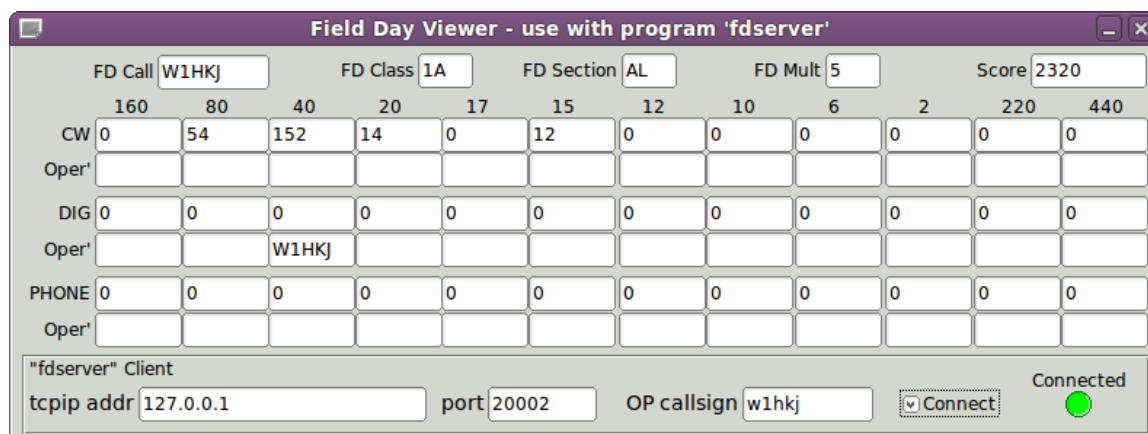 Field Day Viewer - use with program 'fdserver'
FD Call W1HKJ FD Class 1A FD Section AL FD Mult 5 Score 2320
160 80 40 20 17 15 12 10 6 2 220 440
CW 0 54 152 14 0 12 0 0 0 0 0 0
Oper'
DIG 0 0 0 0 0 0 0 0 0 0 0 0
Oper' W1HKJ
PHONE 0 0 0 0 0 0 0 0 0 0 0 0
Oper'
"fdserver" Client
Connected
tcpip addr 127.0.0.1 port 20002 OP callsign w1hkj Connect